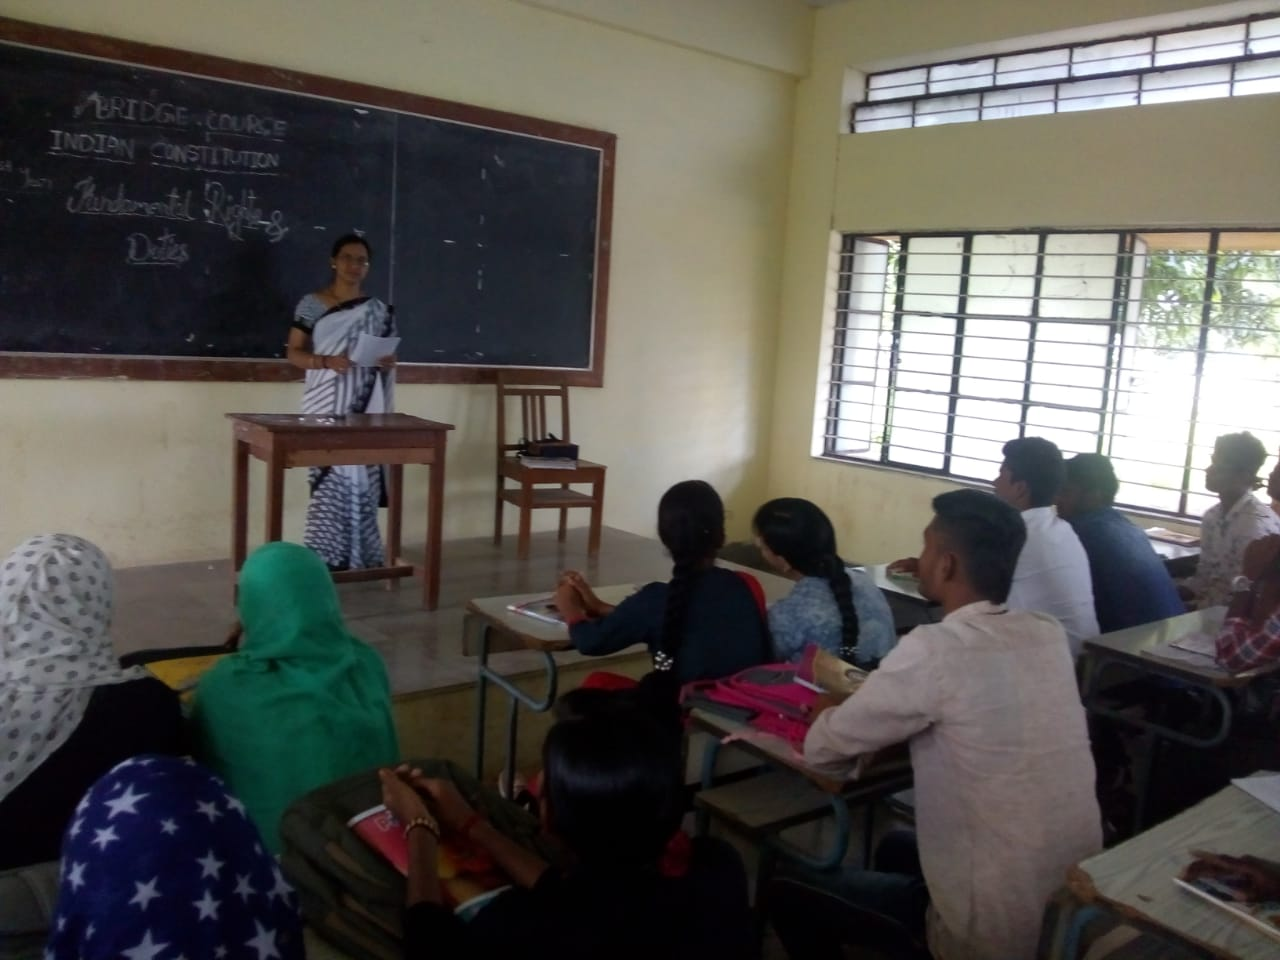 BRIDGE COURSE
INDIAN CONSTITUTION
Fundamental Rights &
Duties